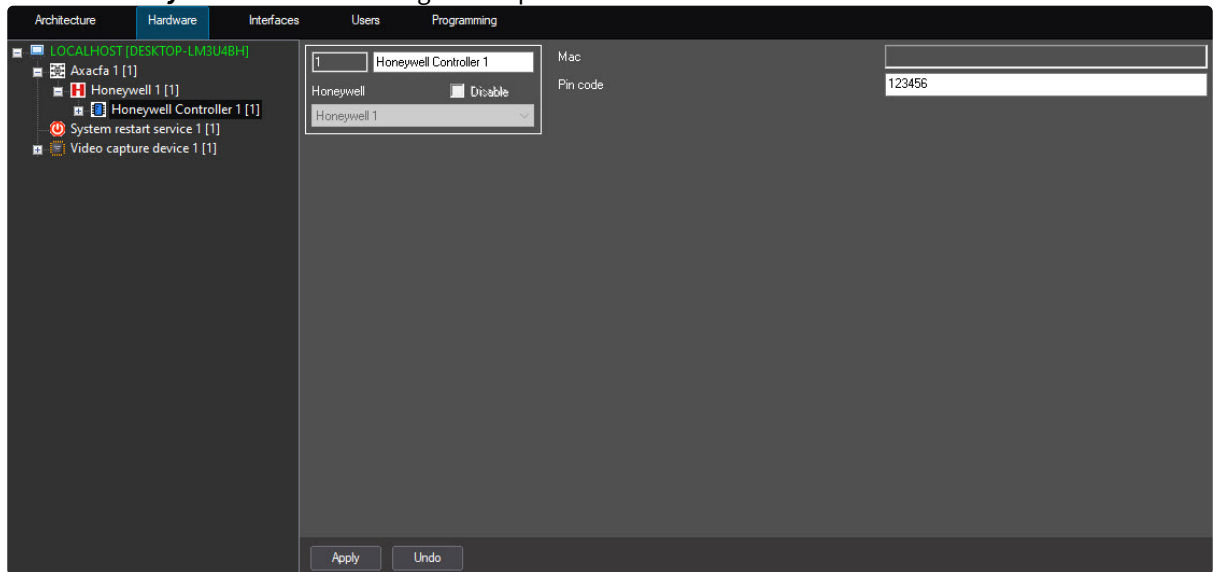 Architecture Hardware Interfaces Users Programming
LOCALHOST [DESKTOP-LM3U4BH]
Axacfa 1 [1]
Honeywell 1 [1]
Honeywell Controller 1 [1]
System restart service 1 [1]
Video capture device 1 [1]
1 Honeywell Controller 1
Honeywell Disable
Honeywell 1
Mac
Pin code 123456
Apply Undo